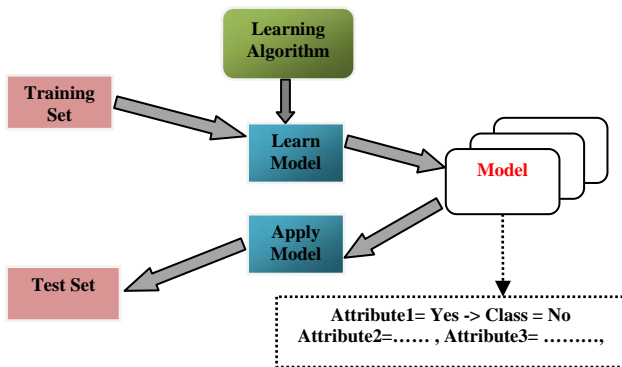 Learning
Algorithm
Training
Set
Learn
Model
Model
Apply
Model
Test Set
Attribute1= Yes -> Class = No
Attribute2=…… , Attribute3= ………,